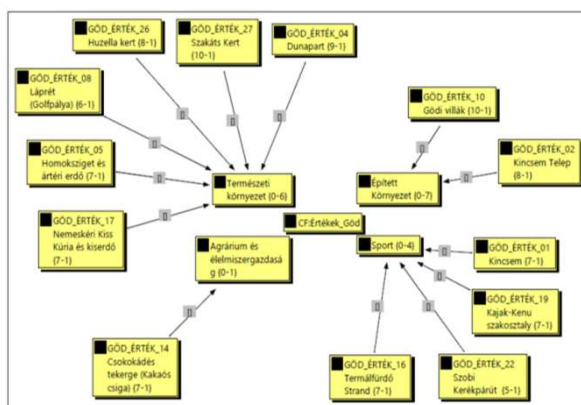 GÖD_ÉRTÉK_26
Huzella kert {8-1}
GÖD_ÉRTÉK_27
Szakáts Kert
{10-1}
GÖD_ÉRTÉK_04
Dunapart {9-1}
GÖD_ÉRTÉK_08
Láprét
(Golfpálya) {6-1}
GÖD_ÉRTÉK_10
Gödi villák {10-1}
GÖD_ÉRTÉK_05
Homoksziget és
ártéri erdő {7-1}
GÖD_ÉRTÉK_02
Kincsem Telep
{8-1}
Természeti
környezet {0-6}
Épített
Környezet {0-7}
GÖD_ÉRTÉK_17
Nemeskéri Kiss
Kúria és kiserdő
{7-1}
CF:Értékek_Göd
Agrárium és
élelmiszergazdasá
g {0-1}
Sport {0-4}
GÖD_ÉRTÉK_01
Kincsem {7-1}
GÖD_ÉRTÉK_19
Kajak-Kenu
szakosztaly {7-1}
GÖD_ÉRTÉK_14
Csokokádés
tekerge (Kakaós
csiga) {7-1}
GÖD_ÉRTÉK_16
Termálfürdő
Strand {7-1}
GÖD_ÉRTÉK_22
Szobi
Kerékpárút {5-1}